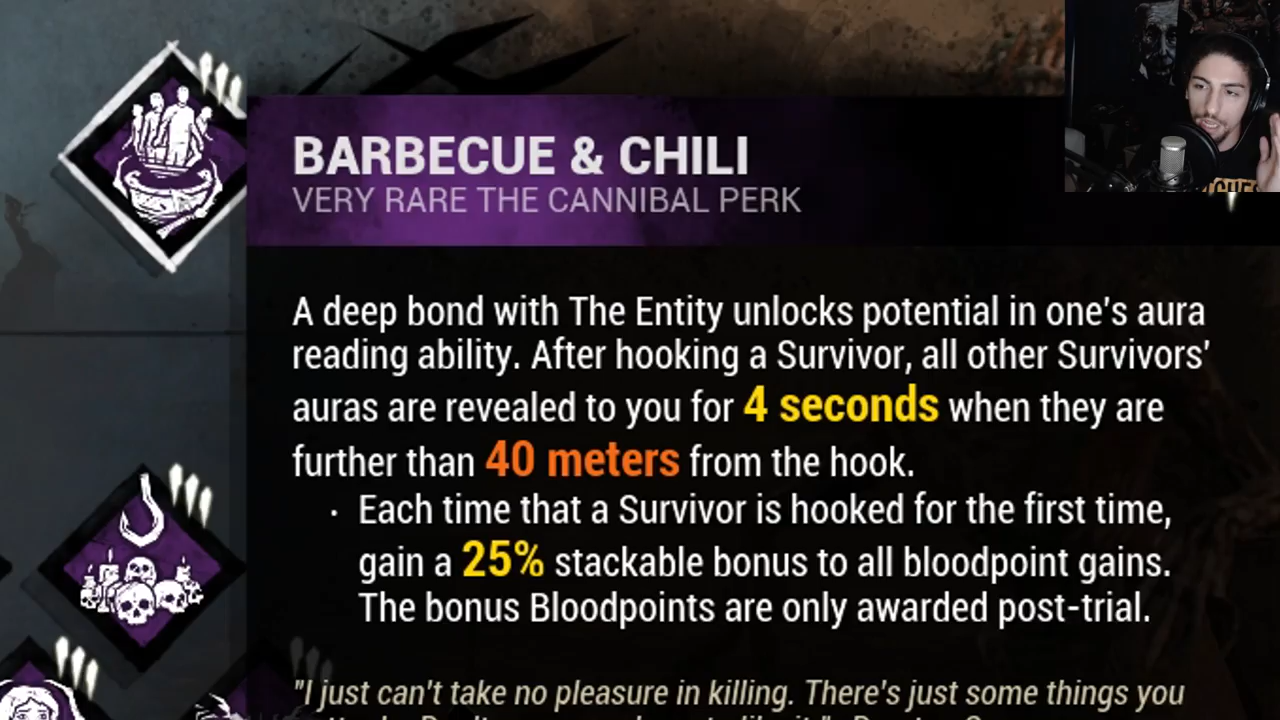 BARBECUE & CHILI
VERY RARE THE CANNIBAL PERK
A deep bond with The Entity unlocks potential in one's aura
reading ability. After hooking a Survivor, all other Survivors'
auras are revealed to you for 4 seconds when they are
further than 40 meters from the hook.
· Each time that a Survivor is hooked for the first time,
gain a 25% stackable bonus to all bloodpoint gains.
The bonus Bloodpoints are only awarded post-trial.
"I just can't take no pleasure in killing. There's just some things you